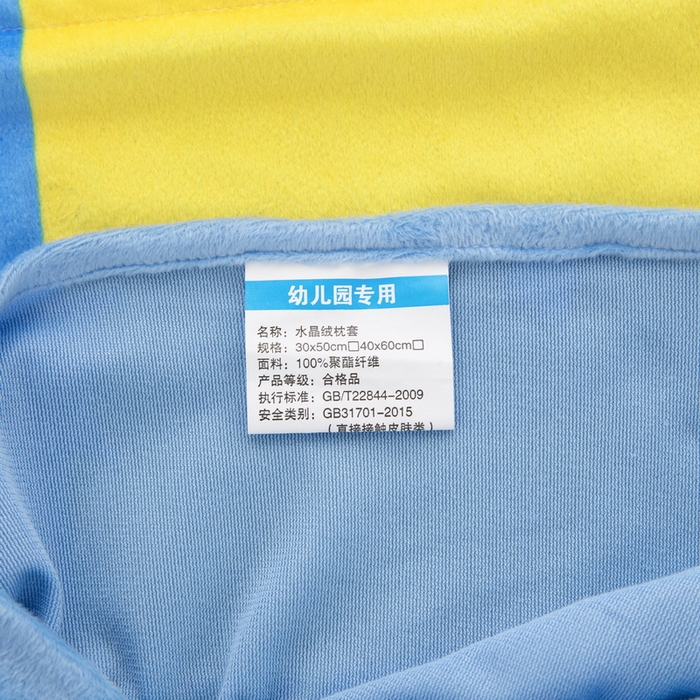 幼儿园专用
名称：水晶绒枕套
规格：30x50cm□40x60cm□
面料：100%聚酯纤维
产品等级：合格品
执行标准：GB/T22844-2009
安全类别：GB31701-2015
（直接接触皮肤类）